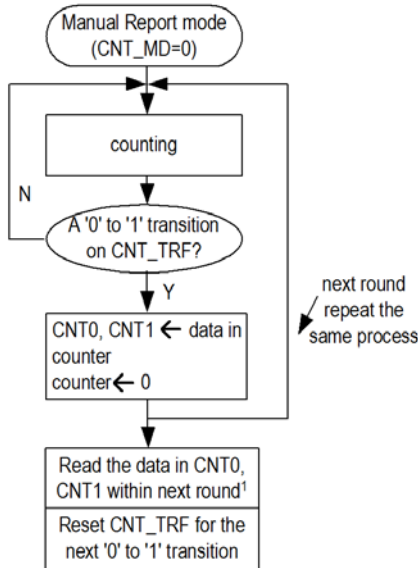 Manual Report mode
(CNT_MD=0)
counting
N
A '0' to '1' transition
on CNT_TRF?
Y
next round
repeat the
same process
CNT0, CNT1 ← data in
counter
counter← 0
Read the data in CNT0,
CNT1 within next round¹
Reset CNT_TRF for the
next '0' to '1' transition